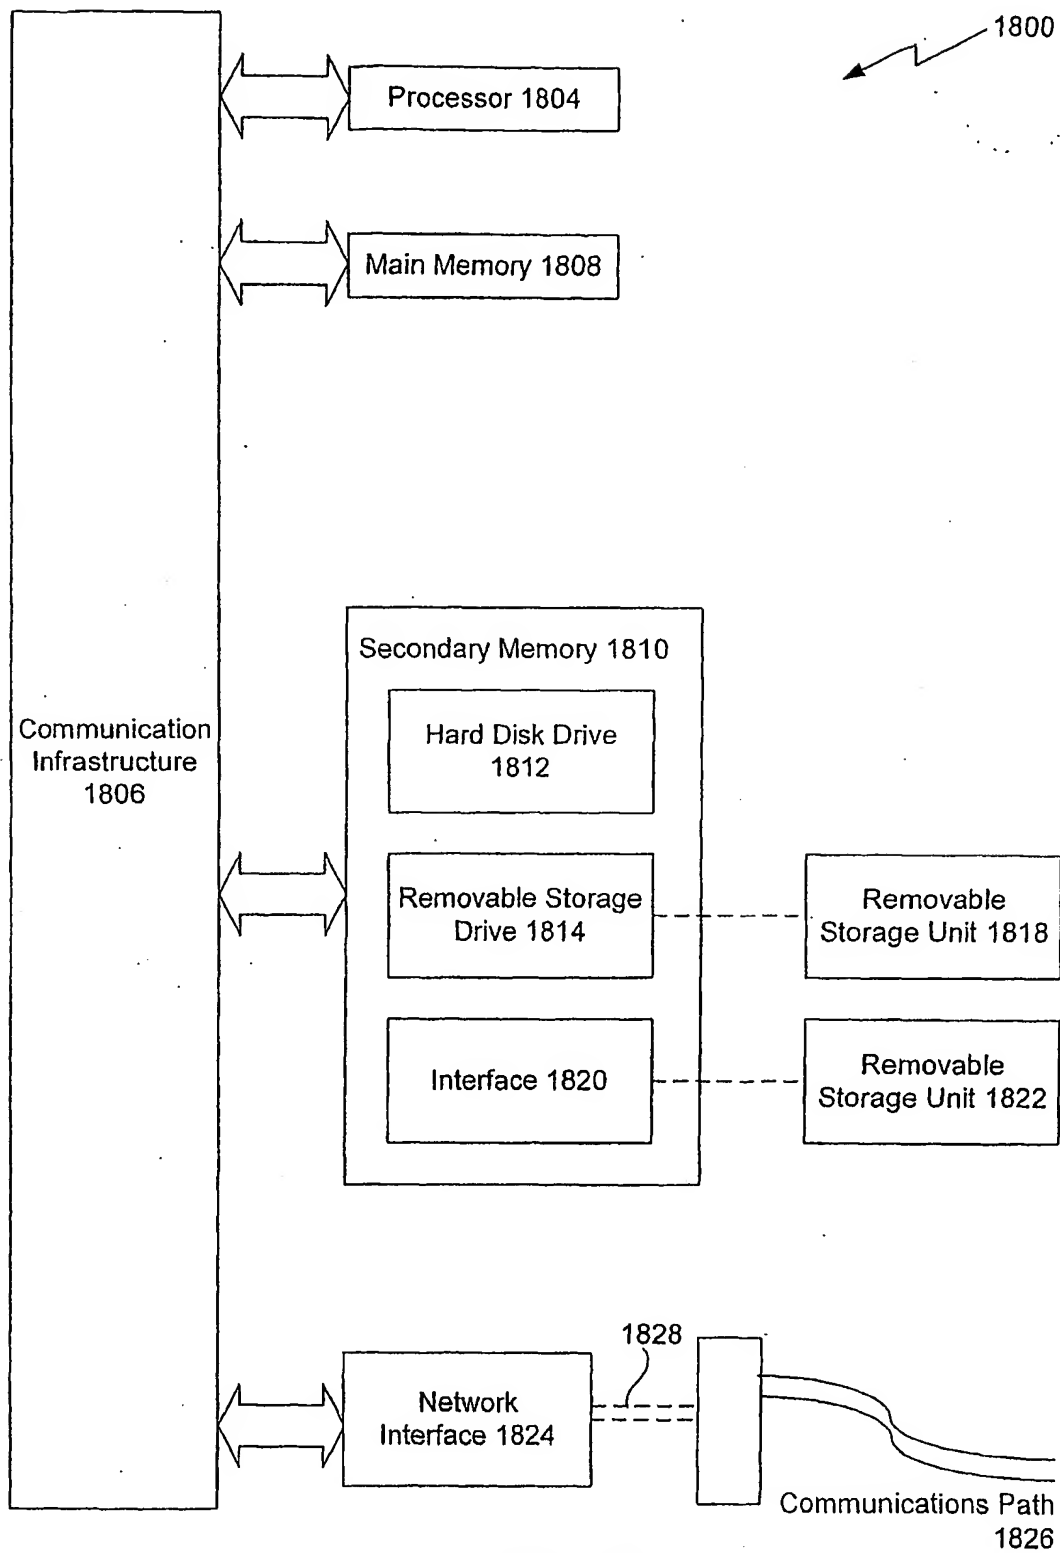 1800
Processor 1804
Main Memory 1808
Secondary Memory 1810
Hard Disk Drive
1812
Communication
Infrastructure
1806
Removable Storage
Drive 1814
Removable
Storage Unit 1818
Interface 1820
Removable
Storage Unit 1822
1828
Network
Interface 1824
Communications Path
1826